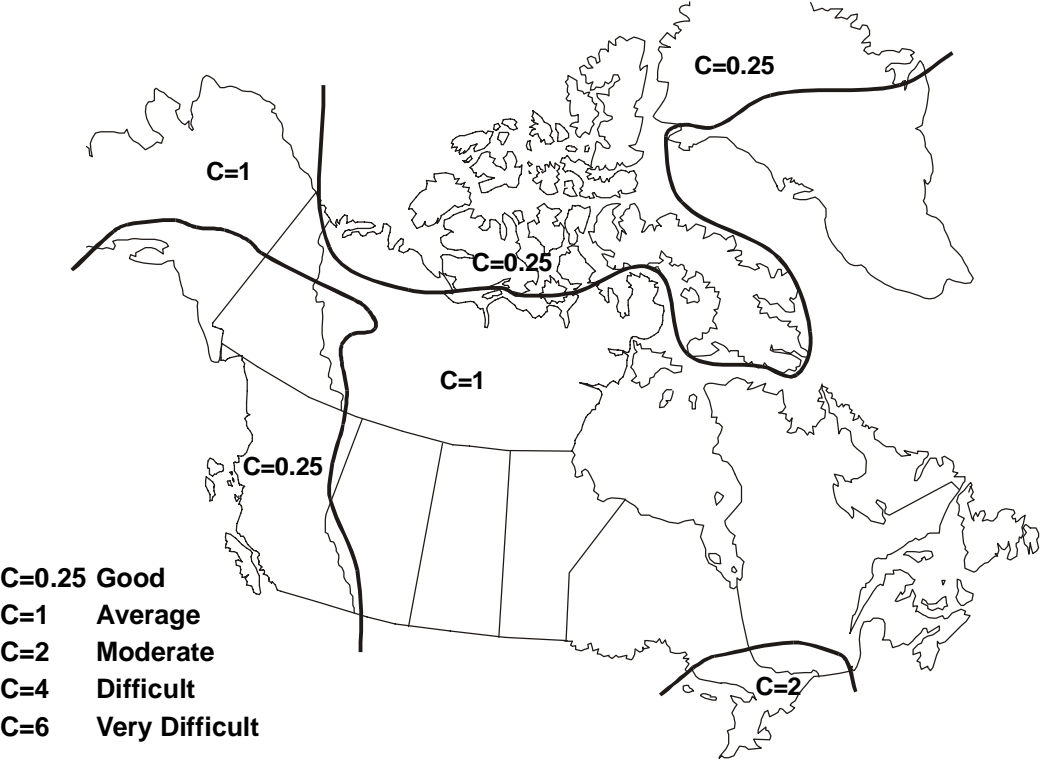 C=0.25
C=1
C=0.25
C=1
C=0.25
C=2
C=0.25 Good
C=1 Average
C=2 Moderate
C=4 Difficult
C=6 Very Difficult